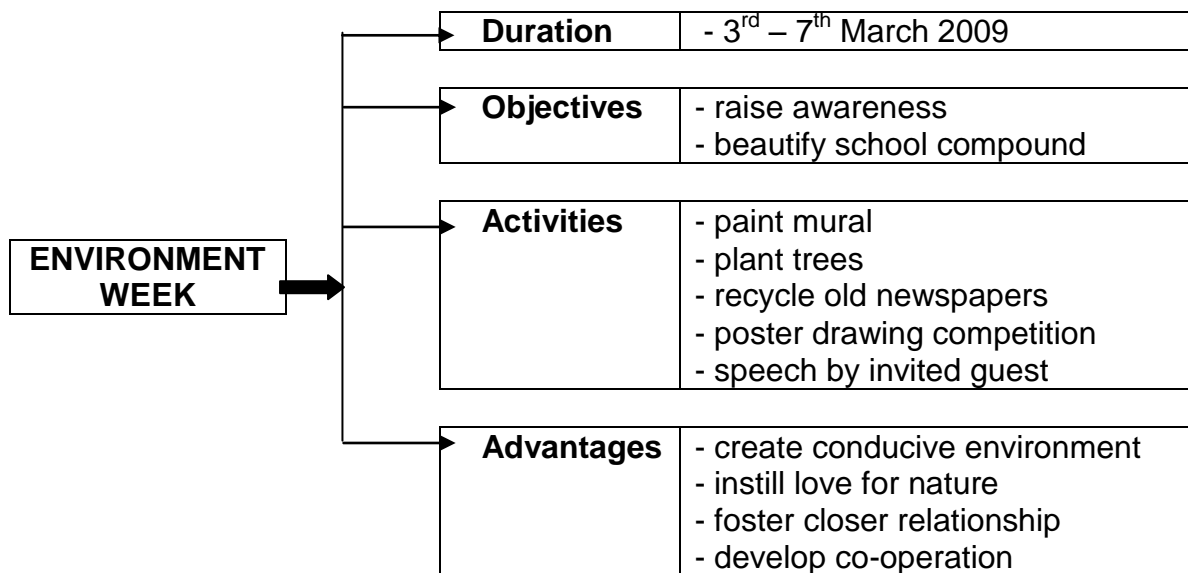 ENVIRONMENT
WEEK
Duration - 3rd – 7th March 2009
Objectives - raise awareness
- beautify school compound
Activities - paint mural
- plant trees
- recycle old newspapers
- poster drawing competition
- speech by invited guest
Advantages - create conducive environment
- instill love for nature
- foster closer relationship
- develop co-operation